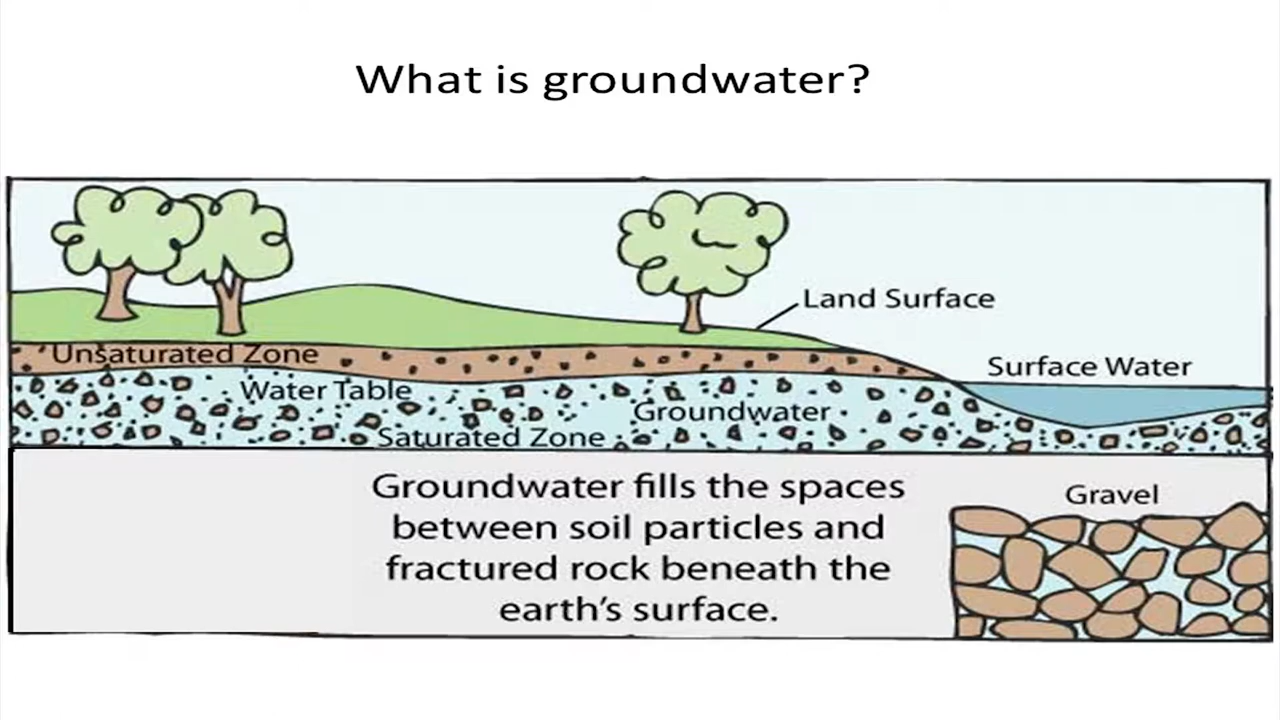 What is groundwater?
Land Surface
Unsaturated Zone
Surface Water
Water Table
Groundwater
Saturated Zone
Groundwater fills the spaces
between soil particles and
fractured rock beneath the
earth's surface.
Gravel